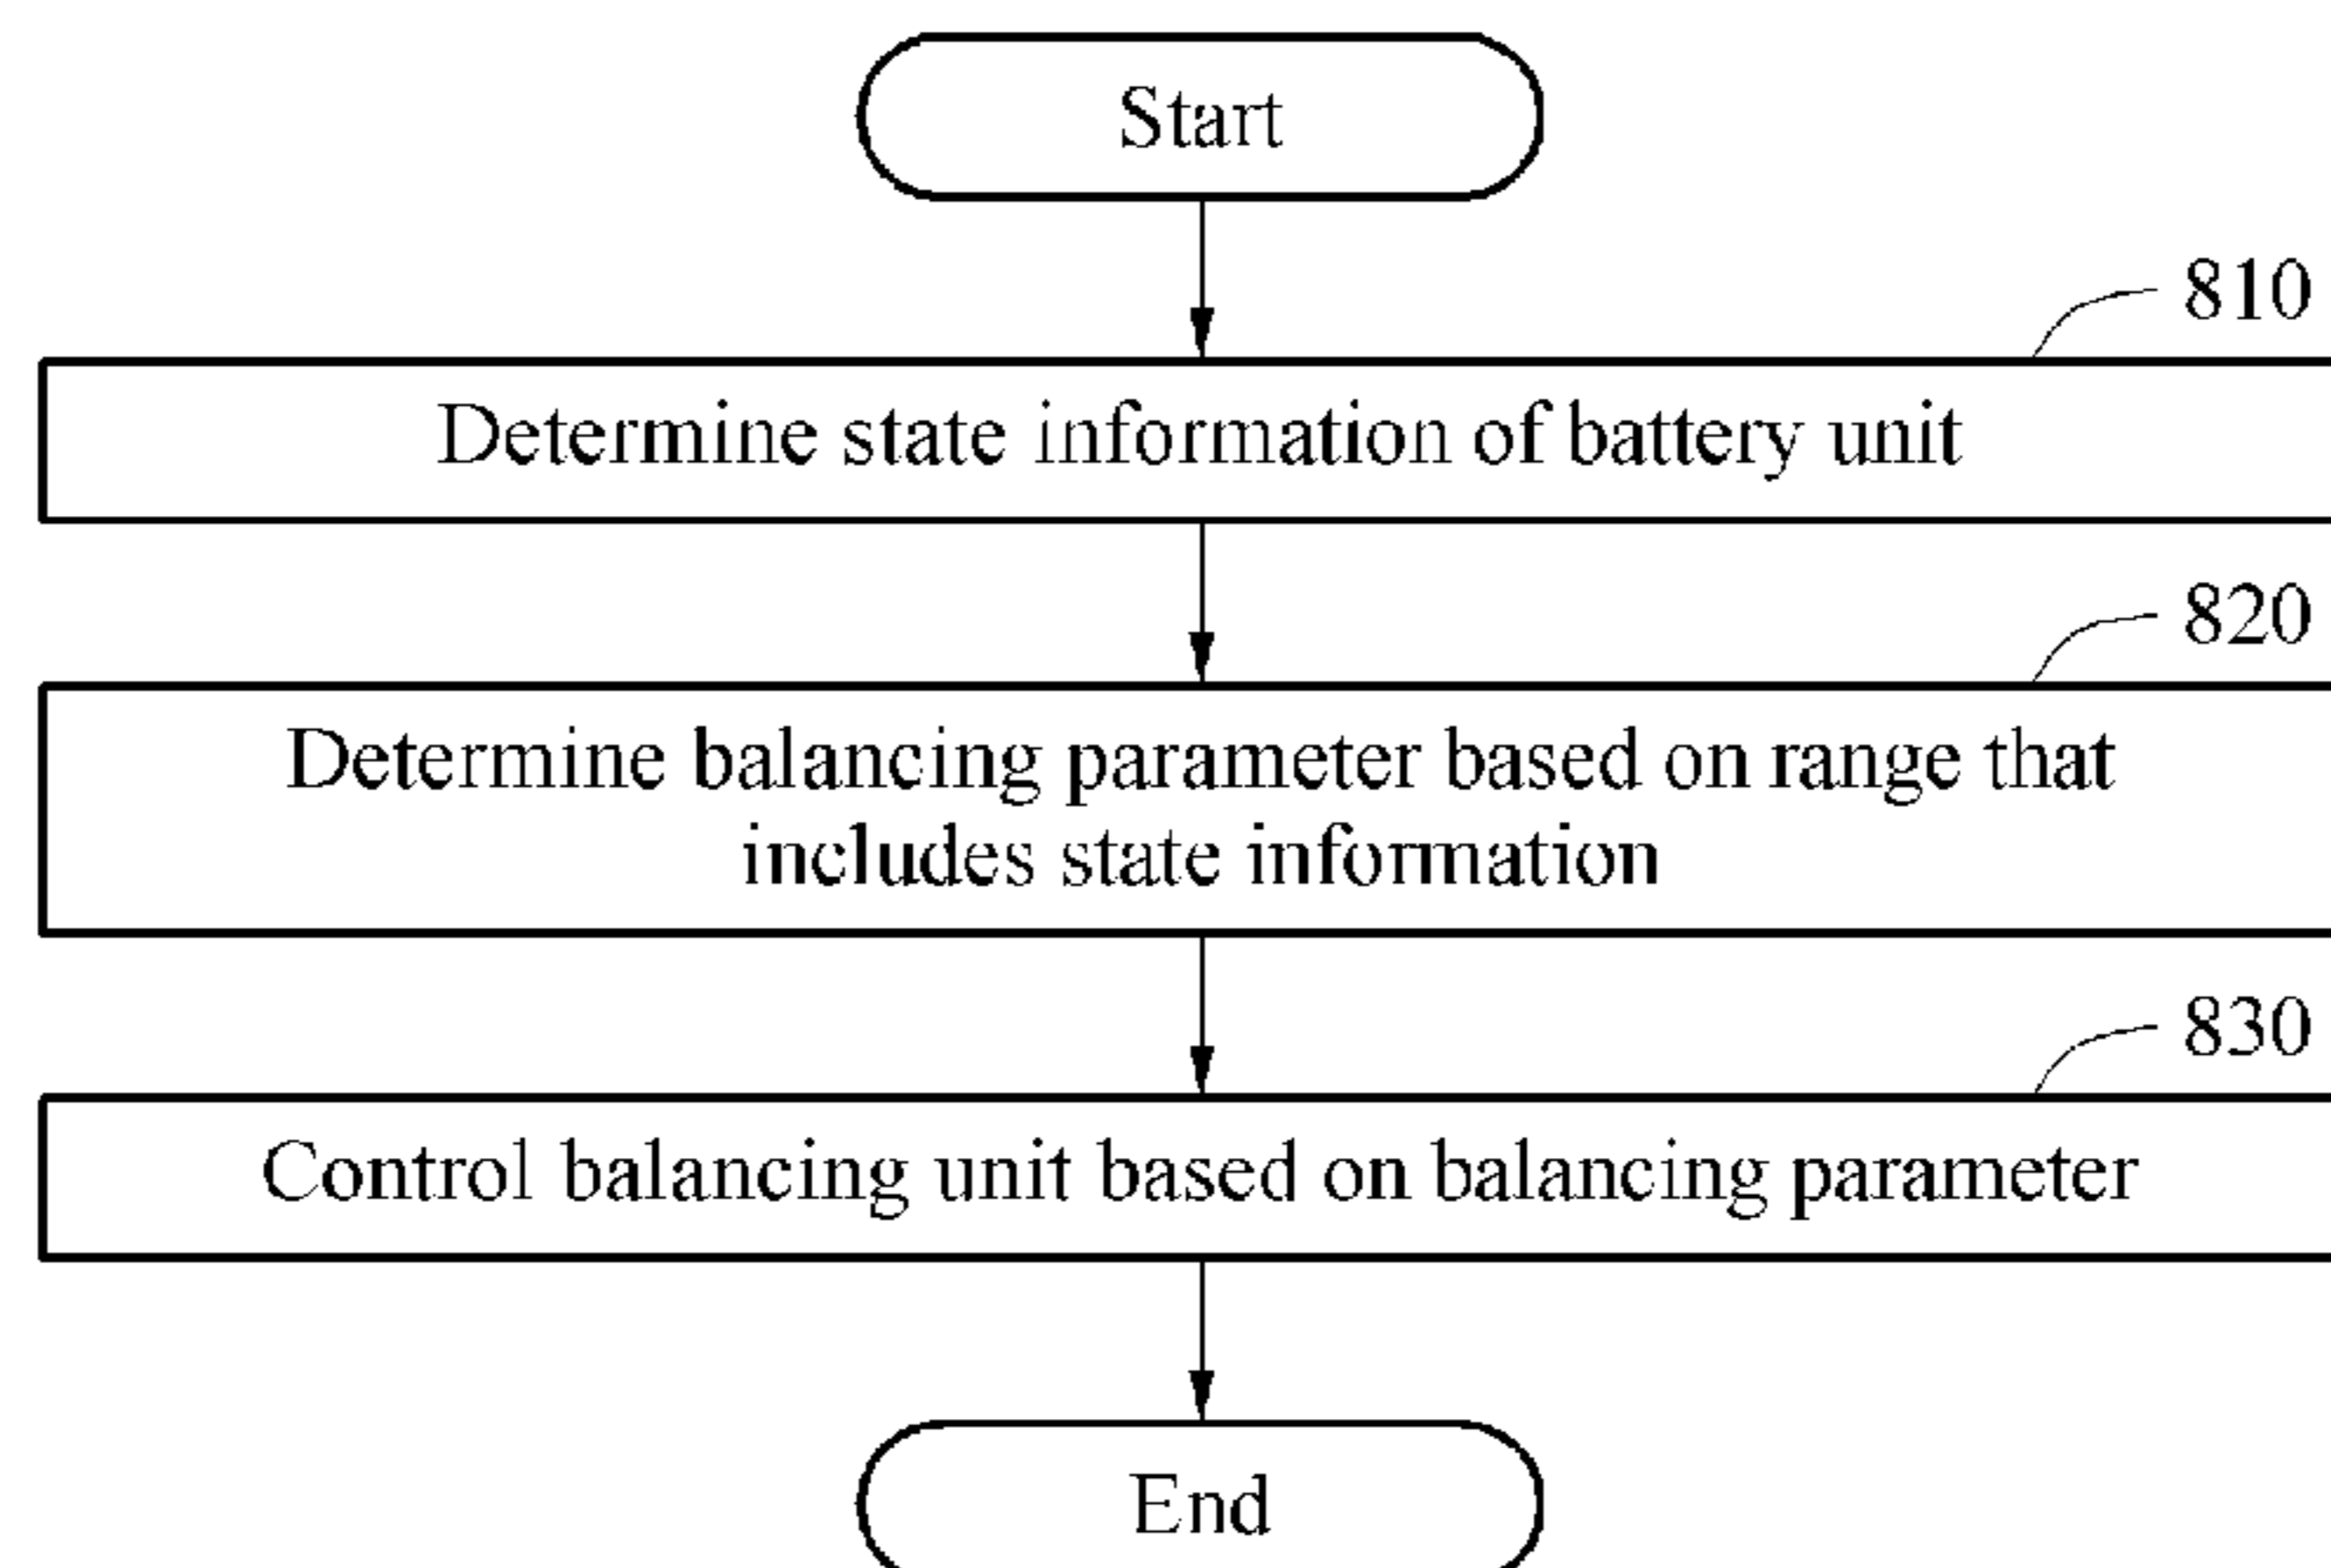 Start
810
Determine state information of battery unit
820
Determine balancing parameter based on range that
includes state information
830
Control balancing unit based on balancing parameter
End